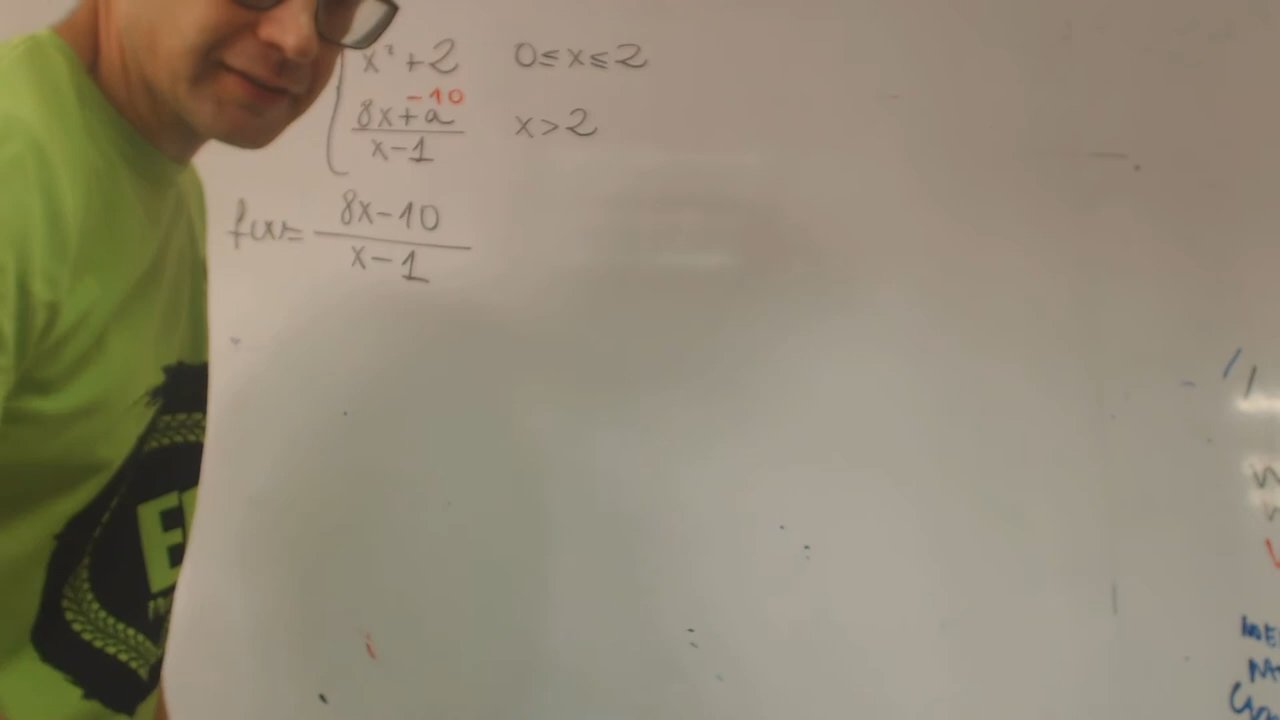 x²+2 0≤x≤2
-10
8x+a x>2
x-1
f(x)= 8x-10
x-1